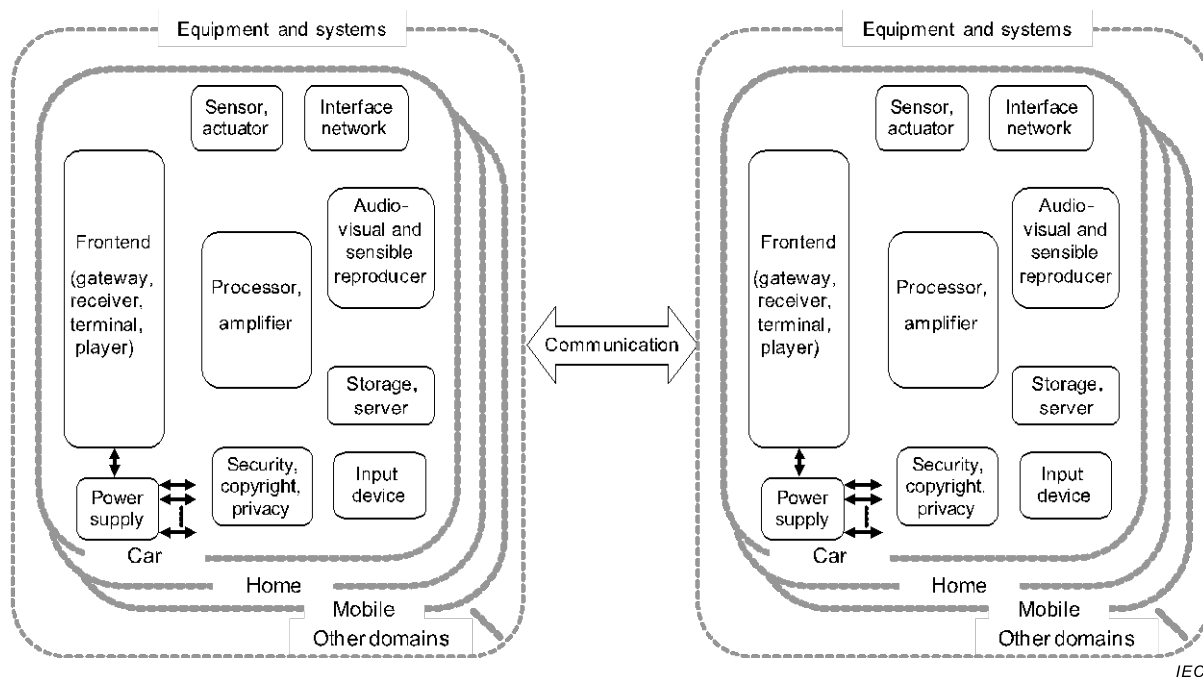 Equipment and systems
Sensor,
actuator
Interface
network
Frontend
(gateway,
receiver,
terminal,
player)
Processor,
amplifier
Audio-
visual and
sensible
reproducer
Storage,
server
Security,
copyright,
privacy
Input
device
Power
supply
Car
Home
Mobile
Other domains
Communication
Equipment and systems
Sensor,
actuator
Interface
network
Frontend
(gateway,
receiver,
terminal,
player)
Processor,
amplifier
Audio-
visual and
sensible
reproducer
Storage,
server
Security,
copyright.
privacy
Input
device
Power
supply
Car
Home
Mobile
Other domains
IEC